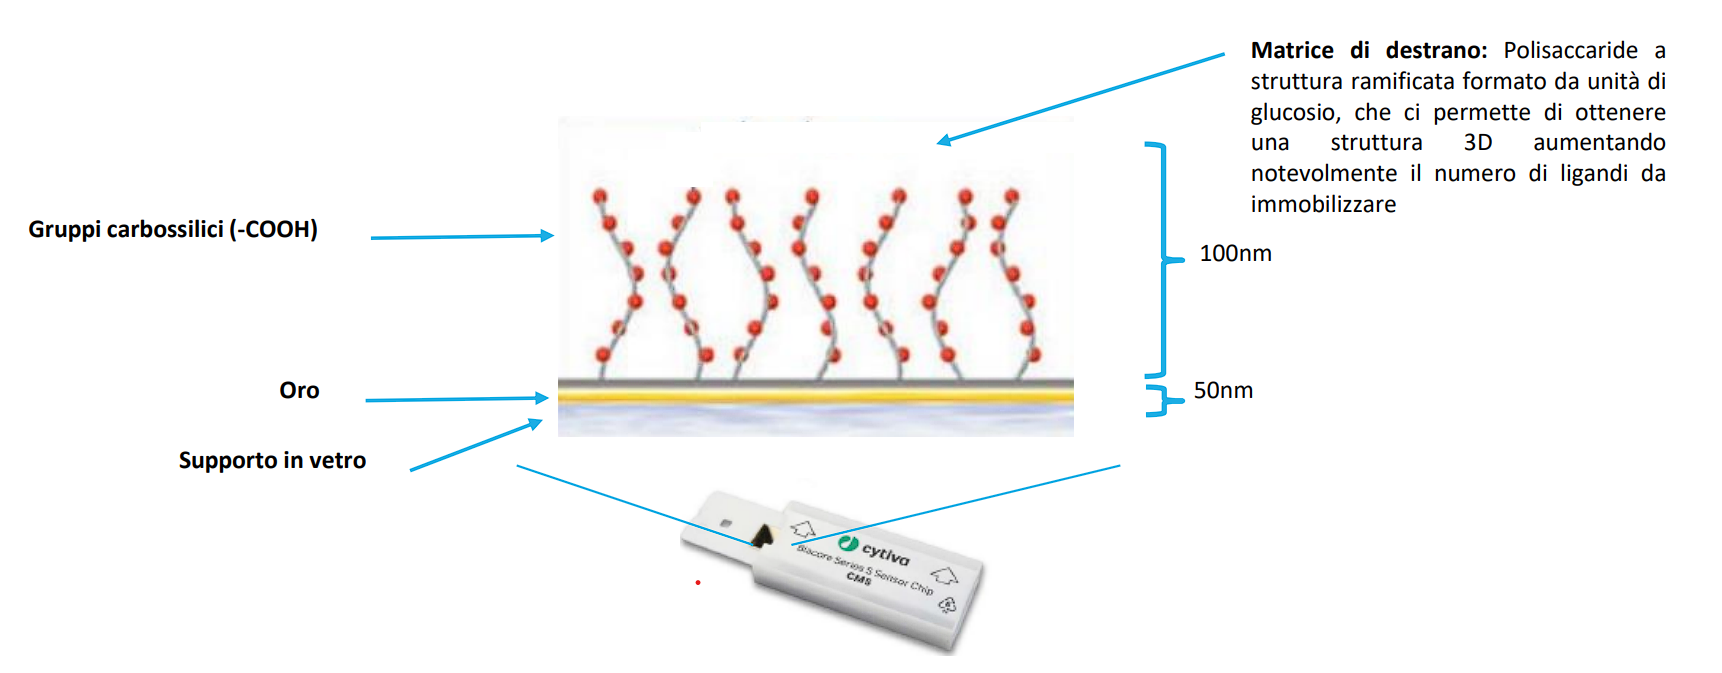 Matrice di destrano: Polisaccaride a
struttura ramificata formato da unità di
glucosio, che ci permette di ottenere
una struttura 3D aumentando
notevolmente il numero di ligandi da
immobilizzare
Gruppi carbossilici (-COOH)
100nm
Oro
50nm
Supporto in vetro
cytiva
Biacore Series S Sensor Chip
CM5